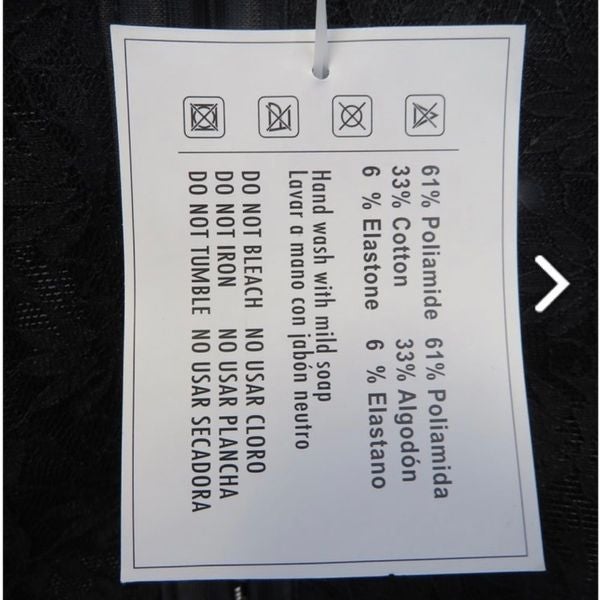 61% Poliamide 61% Poliamida
33% Cotton 33% Algodón
6 % Elastone 6 % Elastano
Hand wash with mild soap
Lavar a mano con jabón neutro
DO NOT BLEACH NO USAR CLORO
DO NOT IRON NO USAR PLANCHA
DO NOT TUMBLE NO USAR SECADORA